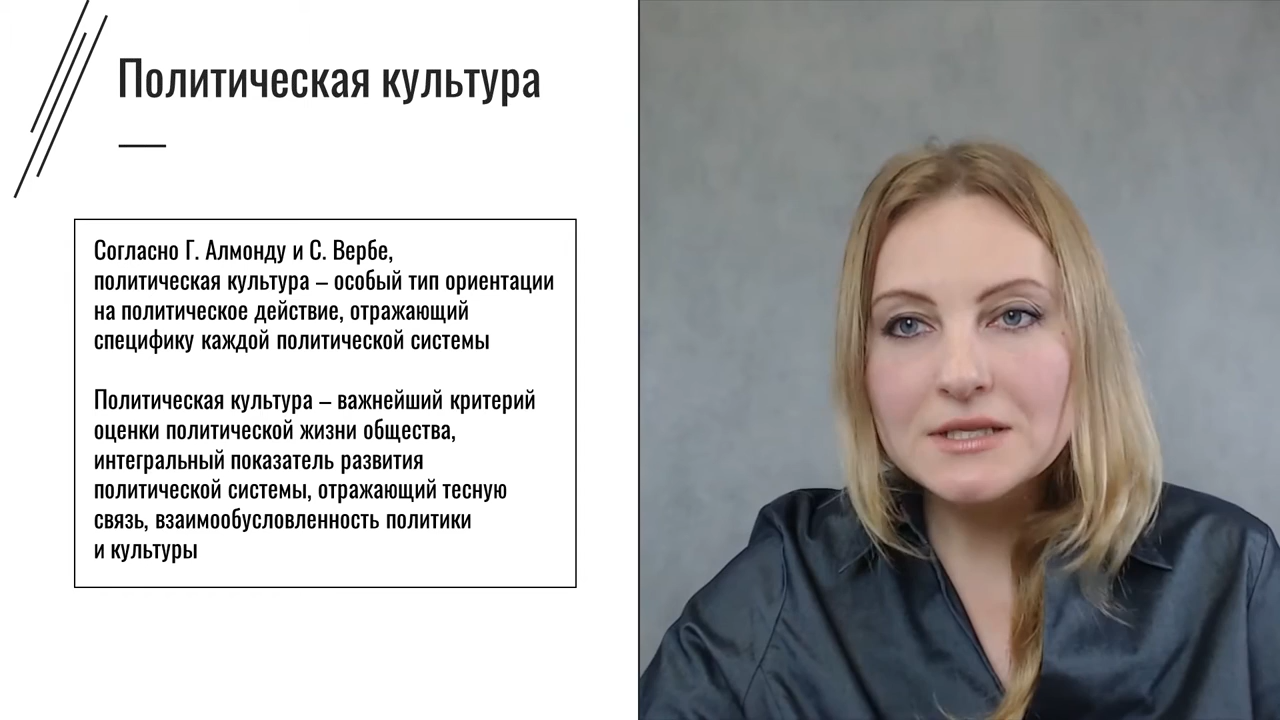 Политическая культура
Согласно Г. Алмонду и С. Вербе,
политическая культура – особый тип ориентации
на политическое действие, отражающий
специфику каждой политической системы
Политическая культура – важнейший критерий
оценки политической жизни общества,
интегральный показатель развития
политической системы, отражающий тесную
связь, взаимообусловленность политики
и культуры